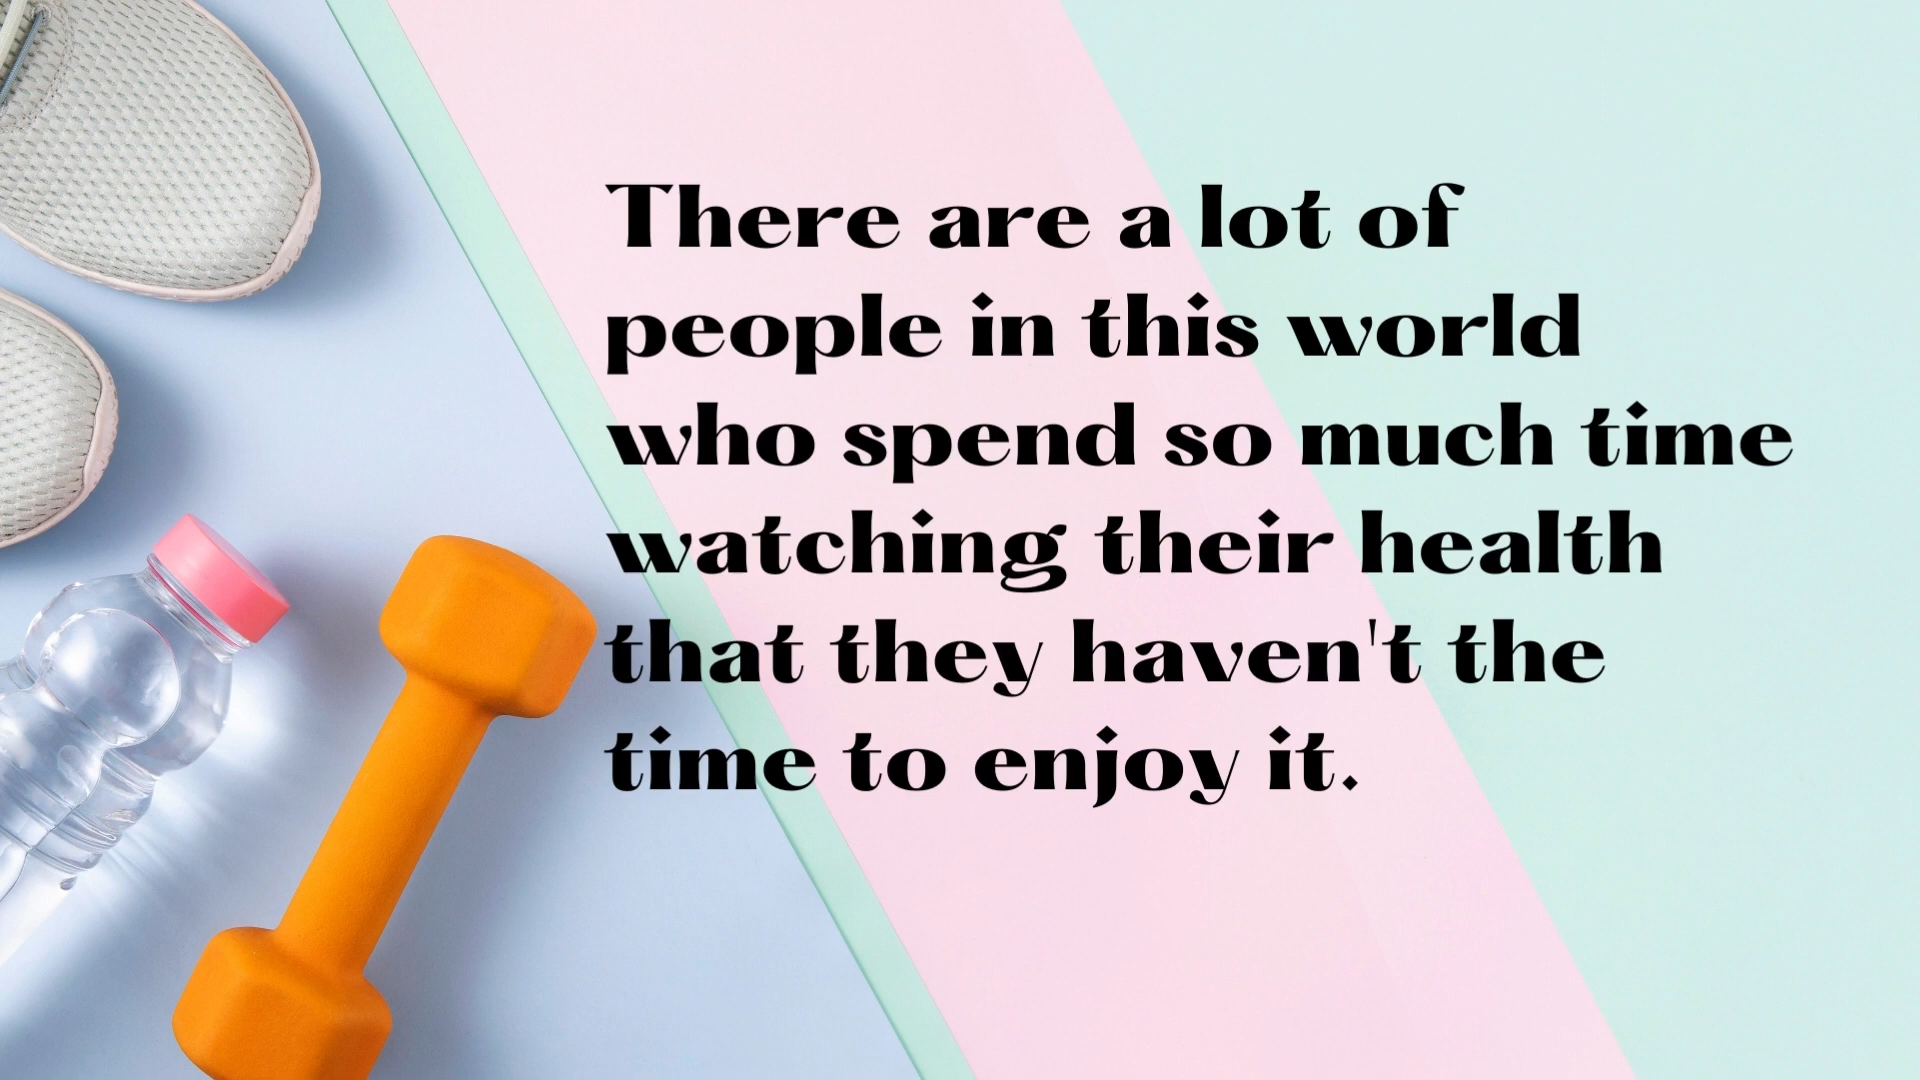 There are a lot of
people in this world
who spend so much time
watching their health
that they haven't the
time to enjoy it.